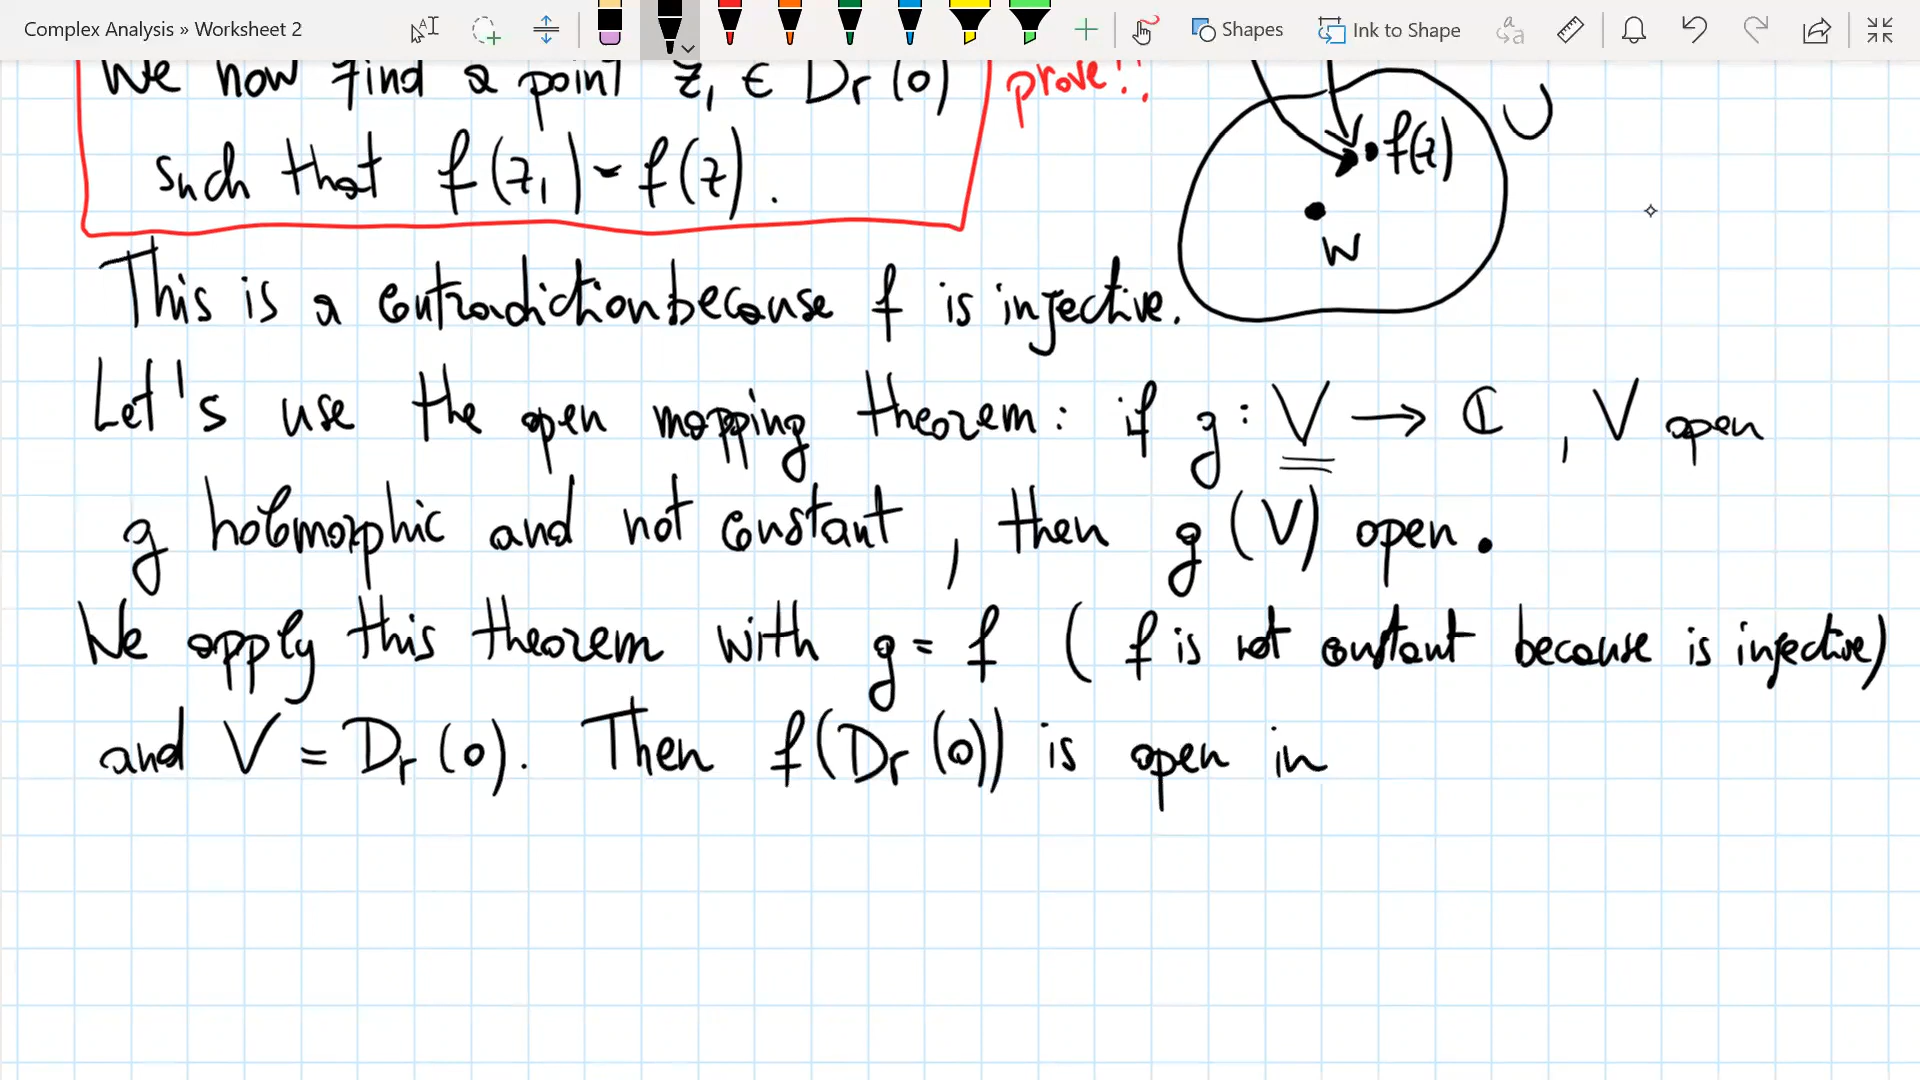 Complex Analysis » Worksheet 2
Shapes
Ink to Shape
We now find a point z₁ ∈ Dr(0)
prove!!
such that f(z₁) = f(z).
U
f(z)
w
This is a contradiction because f is injective.
Let's use the open mapping theorem: if g: V → ℂ, V open
g holomorphic and not constant, then g(V) open.
We apply this theorem with g = f (f is not constant because is injective)
and V = Dr(0). Then f(Dr(0)) is open in